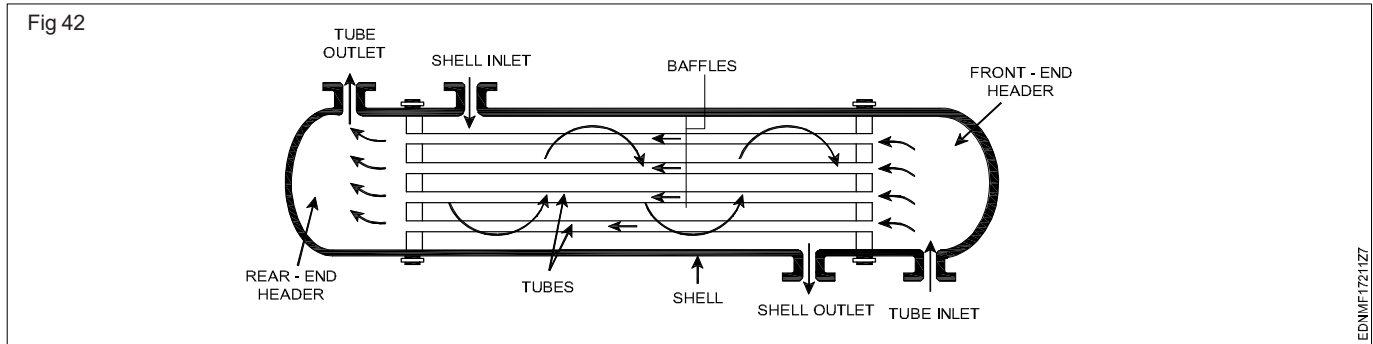 Fig 42
TUBE
OUTLET
SHELL INLET
BAFFLES
FRONT - END
HEADER
REAR - END
HEADER
TUBES
SHELL
SHELL OUTLET
TUBE INLET
EDNMF17211Z7